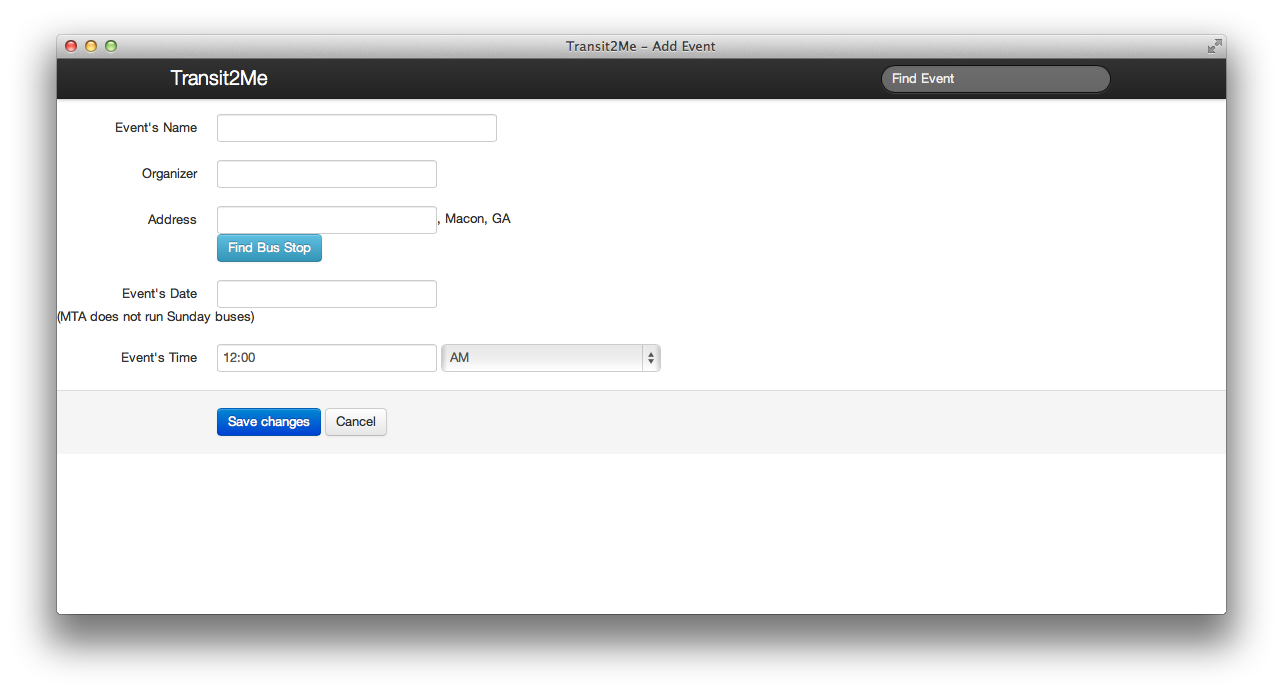 Transit2Me – Add Event
Transit2Me
Find Event
Event's Name
Organizer
Address , Macon, GA
Find Bus Stop
Event's Date
(MTA does not run Sunday buses)
Event's Time 12:00 AM
Save changes Cancel